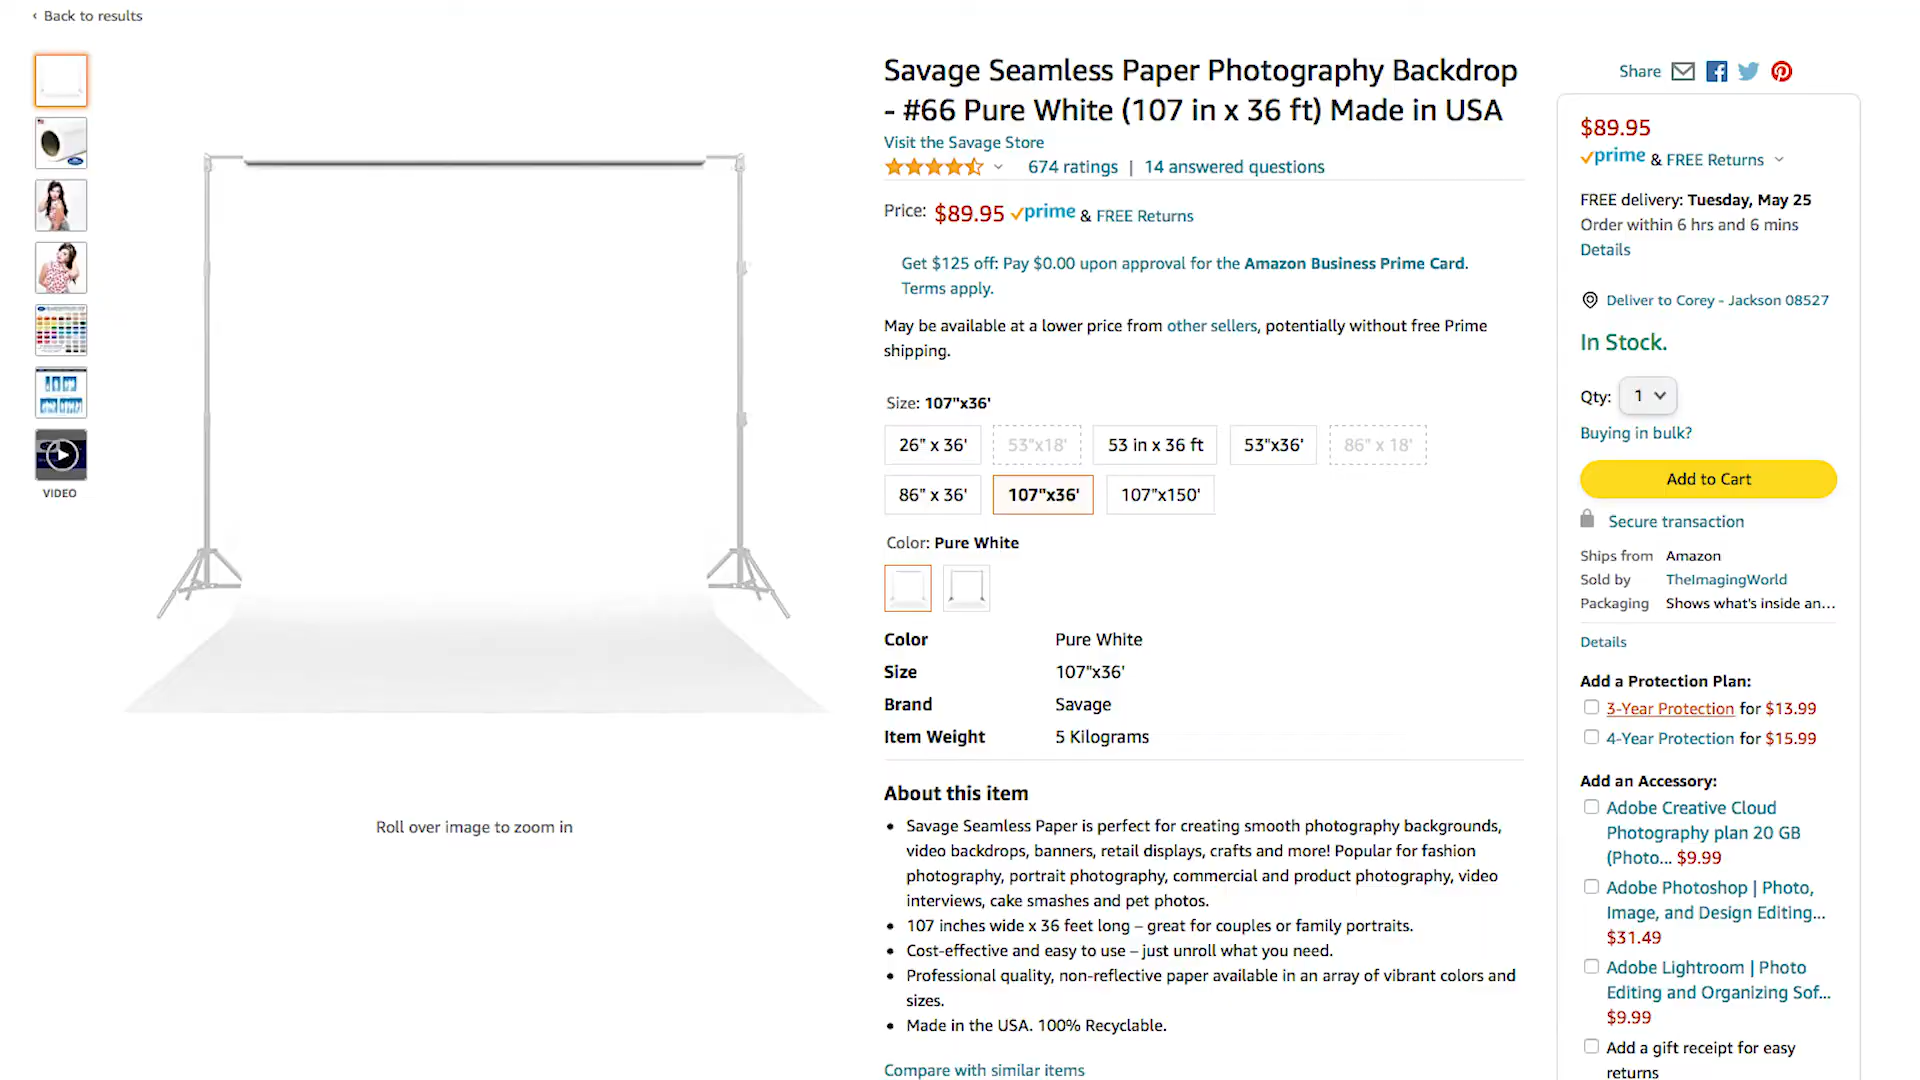 ‹ Back to results
VIDEO
Roll over image to zoom in
Savage Seamless Paper Photography Backdrop
- #66 Pure White (107 in x 36 ft) Made in USA
Visit the Savage Store
674 ratings | 14 answered questions
Price: $89.95 prime & FREE Returns
Get $125 off: Pay $0.00 upon approval for the Amazon Business Prime Card.
Terms apply.
May be available at a lower price from other sellers, potentially without free Prime
shipping.
Size: 107"x36'
26" x 36' 53"x18' 53 in x 36 ft 53"x36' 86" x 18'
86" x 36' 107"x36' 107"x150'
Color: Pure White
Color Pure White
Size 107"x36'
Brand Savage
Item Weight 5 Kilograms
About this item
• Savage Seamless Paper is perfect for creating smooth photography backgrounds,
video backdrops, banners, retail displays, crafts and more! Popular for fashion
photography, portrait photography, commercial and product photography, video
interviews, cake smashes and pet photos.
• 107 inches wide x 36 feet long – great for couples or family portraits.
• Cost-effective and easy to use – just unroll what you need.
• Professional quality, non-reflective paper available in an array of vibrant colors and
sizes.
• Made in the USA. 100% Recyclable.
Compare with similar items
Share
$89.95
prime & FREE Returns
FREE delivery: Tuesday, May 25
Order within 6 hrs and 6 mins
Details
Deliver to Corey - Jackson 08527
In Stock.
Qty: 1
Buying in bulk?
Add to Cart
Secure transaction
Ships from Amazon
Sold by TheImagingWorld
Packaging Shows what's inside an...
Details
Add a Protection Plan:
3-Year Protection for $13.99
4-Year Protection for $15.99
Add an Accessory:
Adobe Creative Cloud
Photography plan 20 GB
(Photo... $9.99
Adobe Photoshop | Photo,
Image, and Design Editing...
$31.49
Adobe Lightroom | Photo
Editing and Organizing Sof...
$9.99
Add a gift receipt for easy
returns